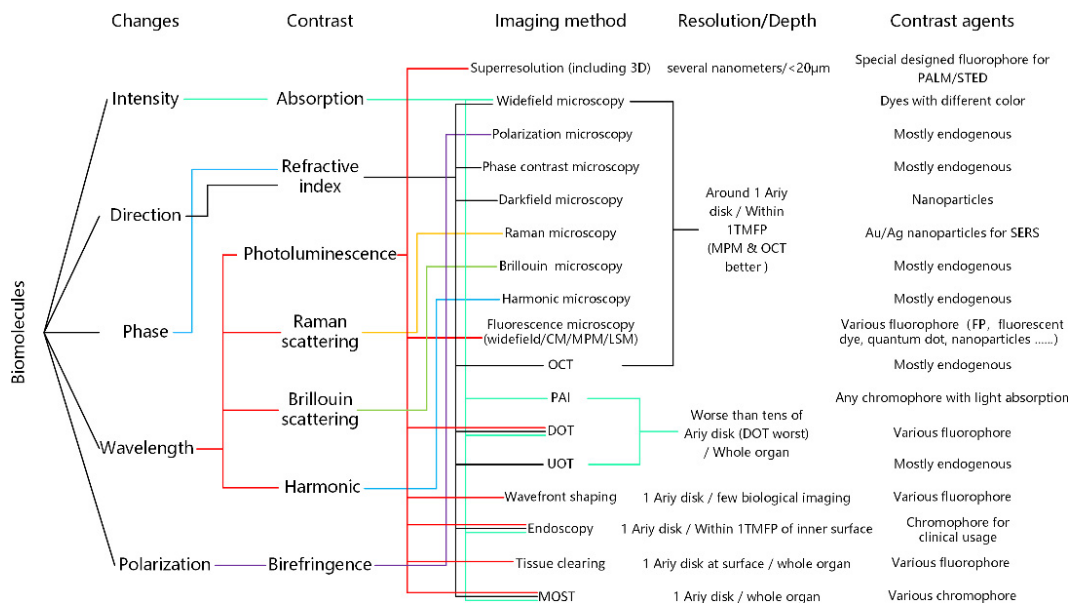 Changes
Contrast
Imaging method
Resolution/Depth
Contrast agents
Biomolecules
Intensity
Direction
Phase
Wavelength
Polarization
Absorption
Refractive
index
Photoluminescence
Raman
scattering
Brillouin
scattering
Harmonic
Birefringence
Superresolution (including 3D)
several nanometers/<20μm
Special designed fluorophore for
PALM/STED
Widefield microscopy
Dyes with different color
Polarization microscopy
Mostly endogenous
Phase contrast microscopy
Mostly endogenous
Darkfield microscopy
Nanoparticles
Raman microscopy
Au/Ag nanoparticles for SERS
Brillouin microscopy
Mostly endogenous
Harmonic microscopy
Mostly endogenous
Fluorescence microscopy
(widefield/CM/MPM/LSM)
Various fluorophore（FP，fluorescent
dye, quantum dot, nanoparticles ......）
OCT
Mostly endogenous
Around 1 Ariy
disk / Within
1TMFP
(MPM & OCT
better )
PAI
Any chromophore with light absorption
DOT
Various fluorophore
UOT
Mostly endogenous
Worse than tens of
Ariy disk (DOT worst)
/ Whole organ
Wavefront shaping
1 Ariy disk / few biological imaging
Various fluorophore
Endoscopy
1 Ariy disk / Within 1TMFP of inner surface
Chromophore for
clinical usage
Tissue clearing
1 Ariy disk at surface / whole organ
Various fluorophore
MOST
1 Ariy disk / whole organ
Various chromophore